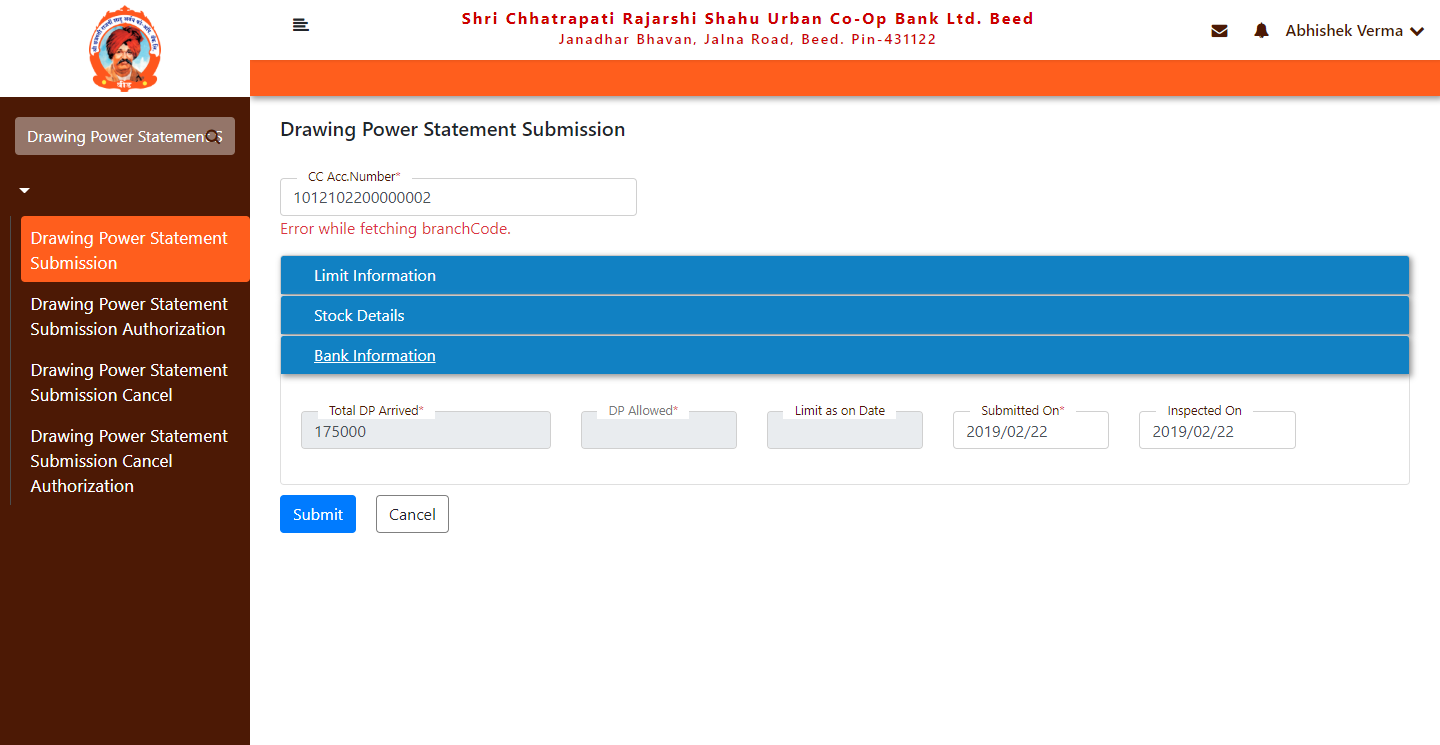 Shri Chhatrapati Rajarshi Shahu Urban Co-Op Bank Ltd. Beed
Janadhar Bhavan, Jalna Road, Beed. Pin-431122
Abhishek Verma
Drawing Power Statement S
Drawing Power Statement
Submission
Drawing Power Statement
Submission Authorization
Drawing Power Statement
Submission Cancel
Drawing Power Statement
Submission Cancel
Authorization
Drawing Power Statement Submission
CC Acc.Number*
1012102200000002
Error while fetching branchCode.
Limit Information
Stock Details
Bank Information
Total DP Arrived* DP Allowed* Limit as on Date Submitted On* Inspected On
175000 2019/02/22 2019/02/22
Submit Cancel